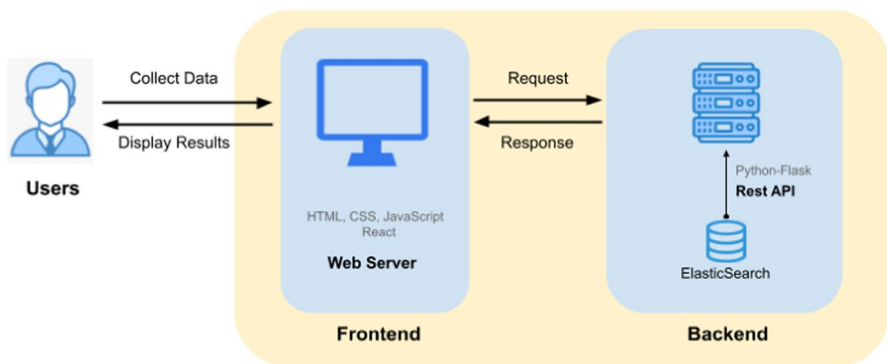 Collect Data
Display Results
Users
HTML, CSS, JavaScript
React
Web Server
Frontend
Request
Response
Python-Flask
Rest API
ElasticSearch
Backend